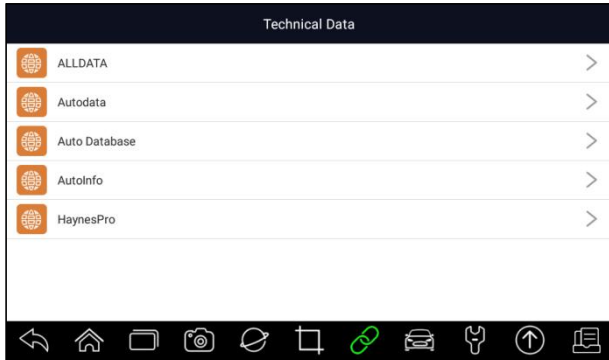 Technical Data
ALLDATA
Autodata
Auto Database
AutoInfo
HaynesPro